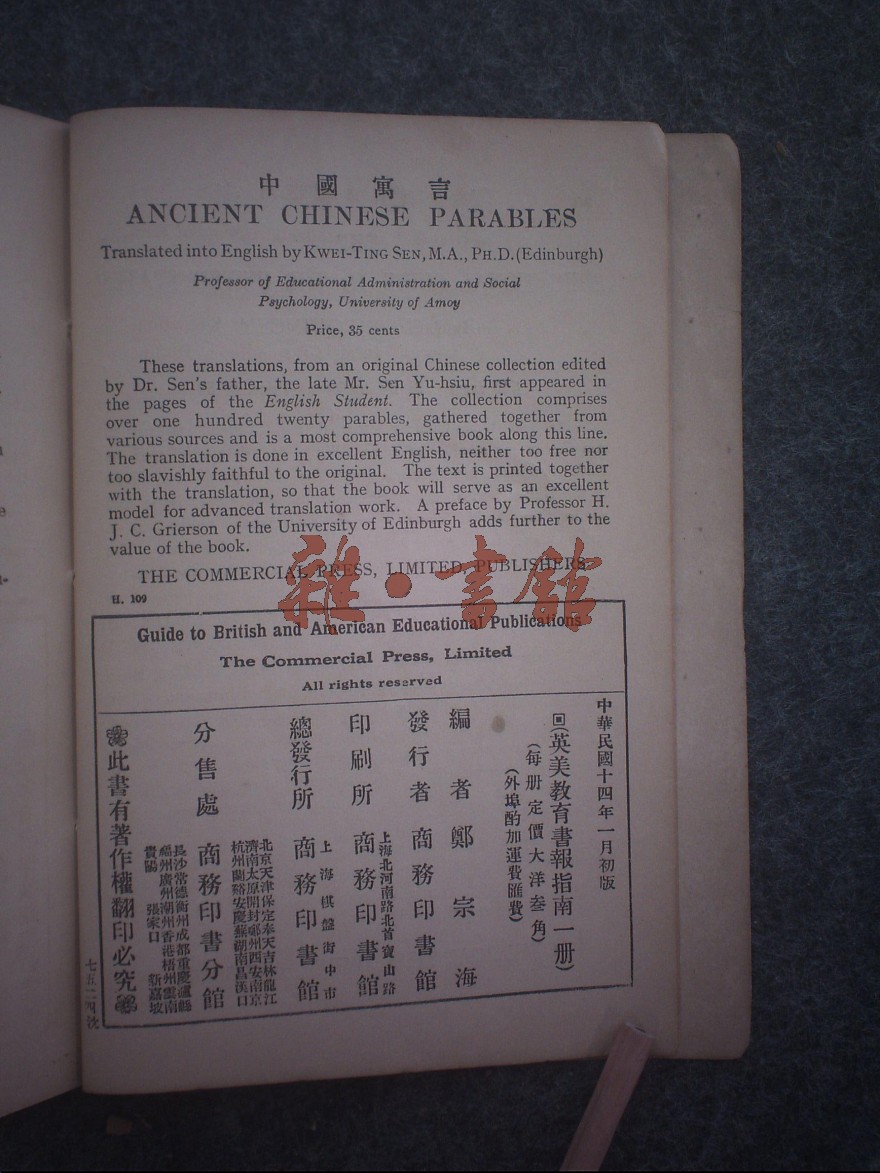 中國寓言
ANCIENT CHINESE PARABLES
Translated into English by KWEI-TING SEN, M.A., PH.D. (Edinburgh)
Professor of Educational Administration and Social
Psychology, University of Amoy
Price, 35 cents
These translations, from an original Chinese collection edited
by Dr. Sen's father, the late Mr. Sen Yu-hsiu, first appeared in
the pages of the English Student. The collection comprises
over one hundred twenty parables, gathered together from
various sources and is a most comprehensive book along this line.
The translation is done in excellent English, neither too free nor
too slavishly faithful to the original. The text is printed together
with the translation, so that the book will serve as an excellent
model for advanced translation work. A preface by Professor H.
J. C. Grierson of the University of Edinburgh adds further to the
value of the book.
THE COMMERCIAL PRESS, LIMITED, PUBLISHERS
雜·書館
H. 109
Guide to British and American Educational Publications
The Commercial Press, Limited
All rights reserved
中華民國十四年一月初版
回(英美教育書報指南一册)
(每册定價大洋叁角)
(外埠酌加運費匯費)
編者 鄭宗海
發行者 商務印書館
上海北河南路北首寶山路
印刷所 商務印書館
上海棋盤街中市
總發行所 商務印書館
北京天津保定奉天吉林龍江
濟南太原開封鄭州西安南京
杭州蘭谿安慶蕪湖南昌漢口
分售處 商務印書分館
長沙常德衡州成都重慶瀘縣
福州廣州潮州香港梧州雲南
貴陽 張家口 新嘉坡
此書有著作權翻印必究
七五二四沈